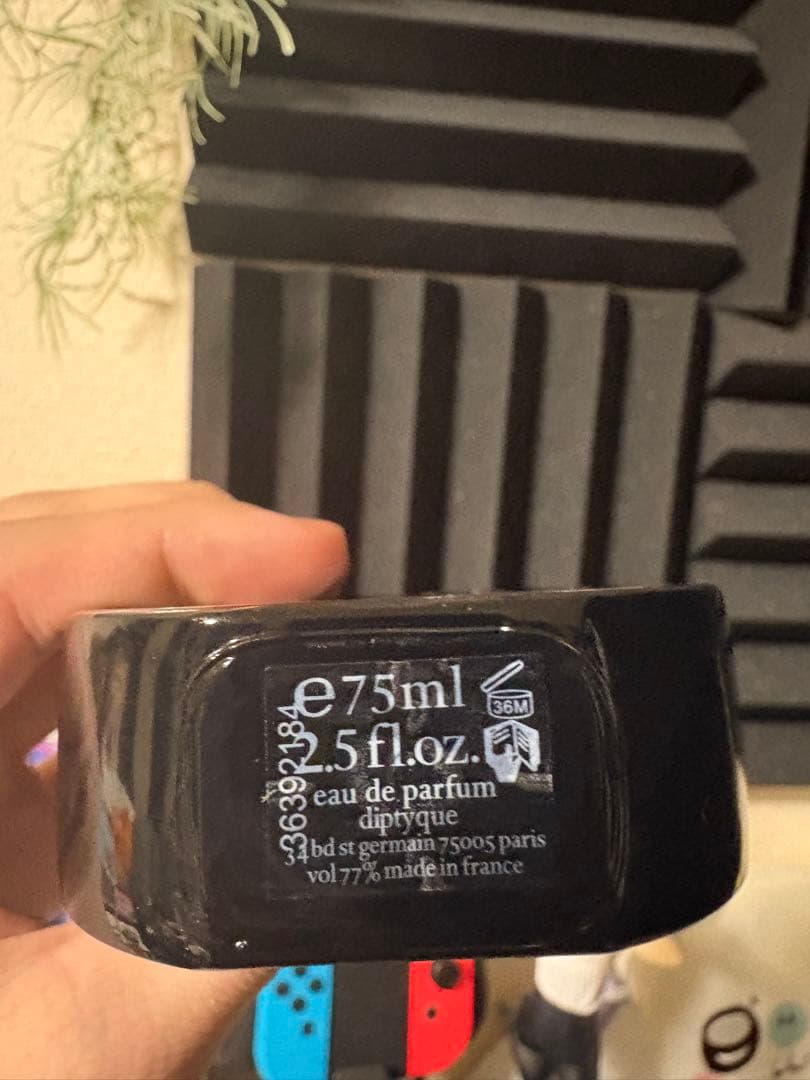 e 75ml
36M
2.5 fl.oz.
eau de parfum
diptyque
34 bd st germain 75005 paris
vol 77% made in france
36392184